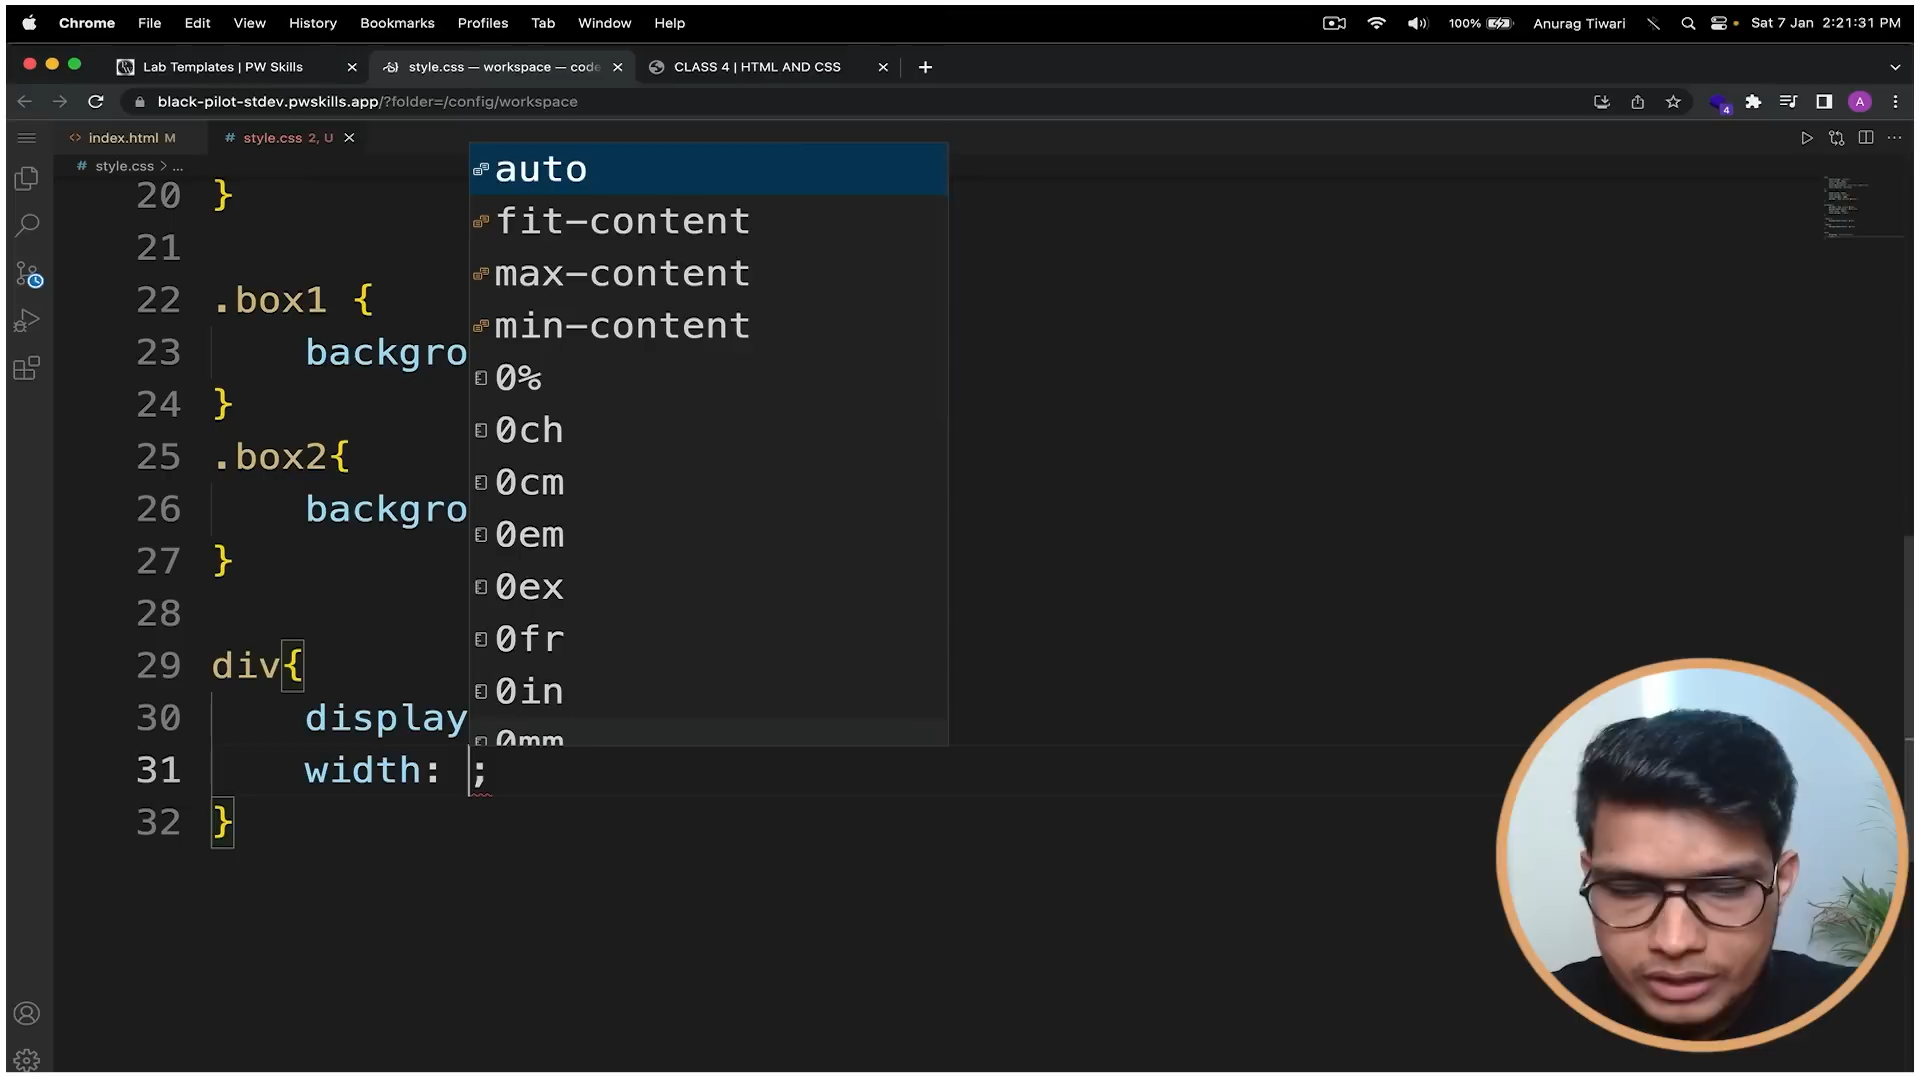 Chrome File Edit View History Bookmarks Profiles Tab Window Help 100% Anurag Tiwari Sat 7 Jan 2:21:31 PM
Lab Templates | PW Skills style.css — workspace — code CLASS 4 | HTML AND CSS
black-pilot-stdev.pwskills.app/?folder=/config/workspace 4 A
index.html M # style.css 2, U
# style.css > ...
20 }
21
22 .box1 {
23 backgro
24 }
25 .box2{
26 backgro
27 }
28
29 div{
30 display
31 width: ;
32 }
auto
fit-content
max-content
min-content
0%
0ch
0cm
0em
0ex
0fr
0in
0mm